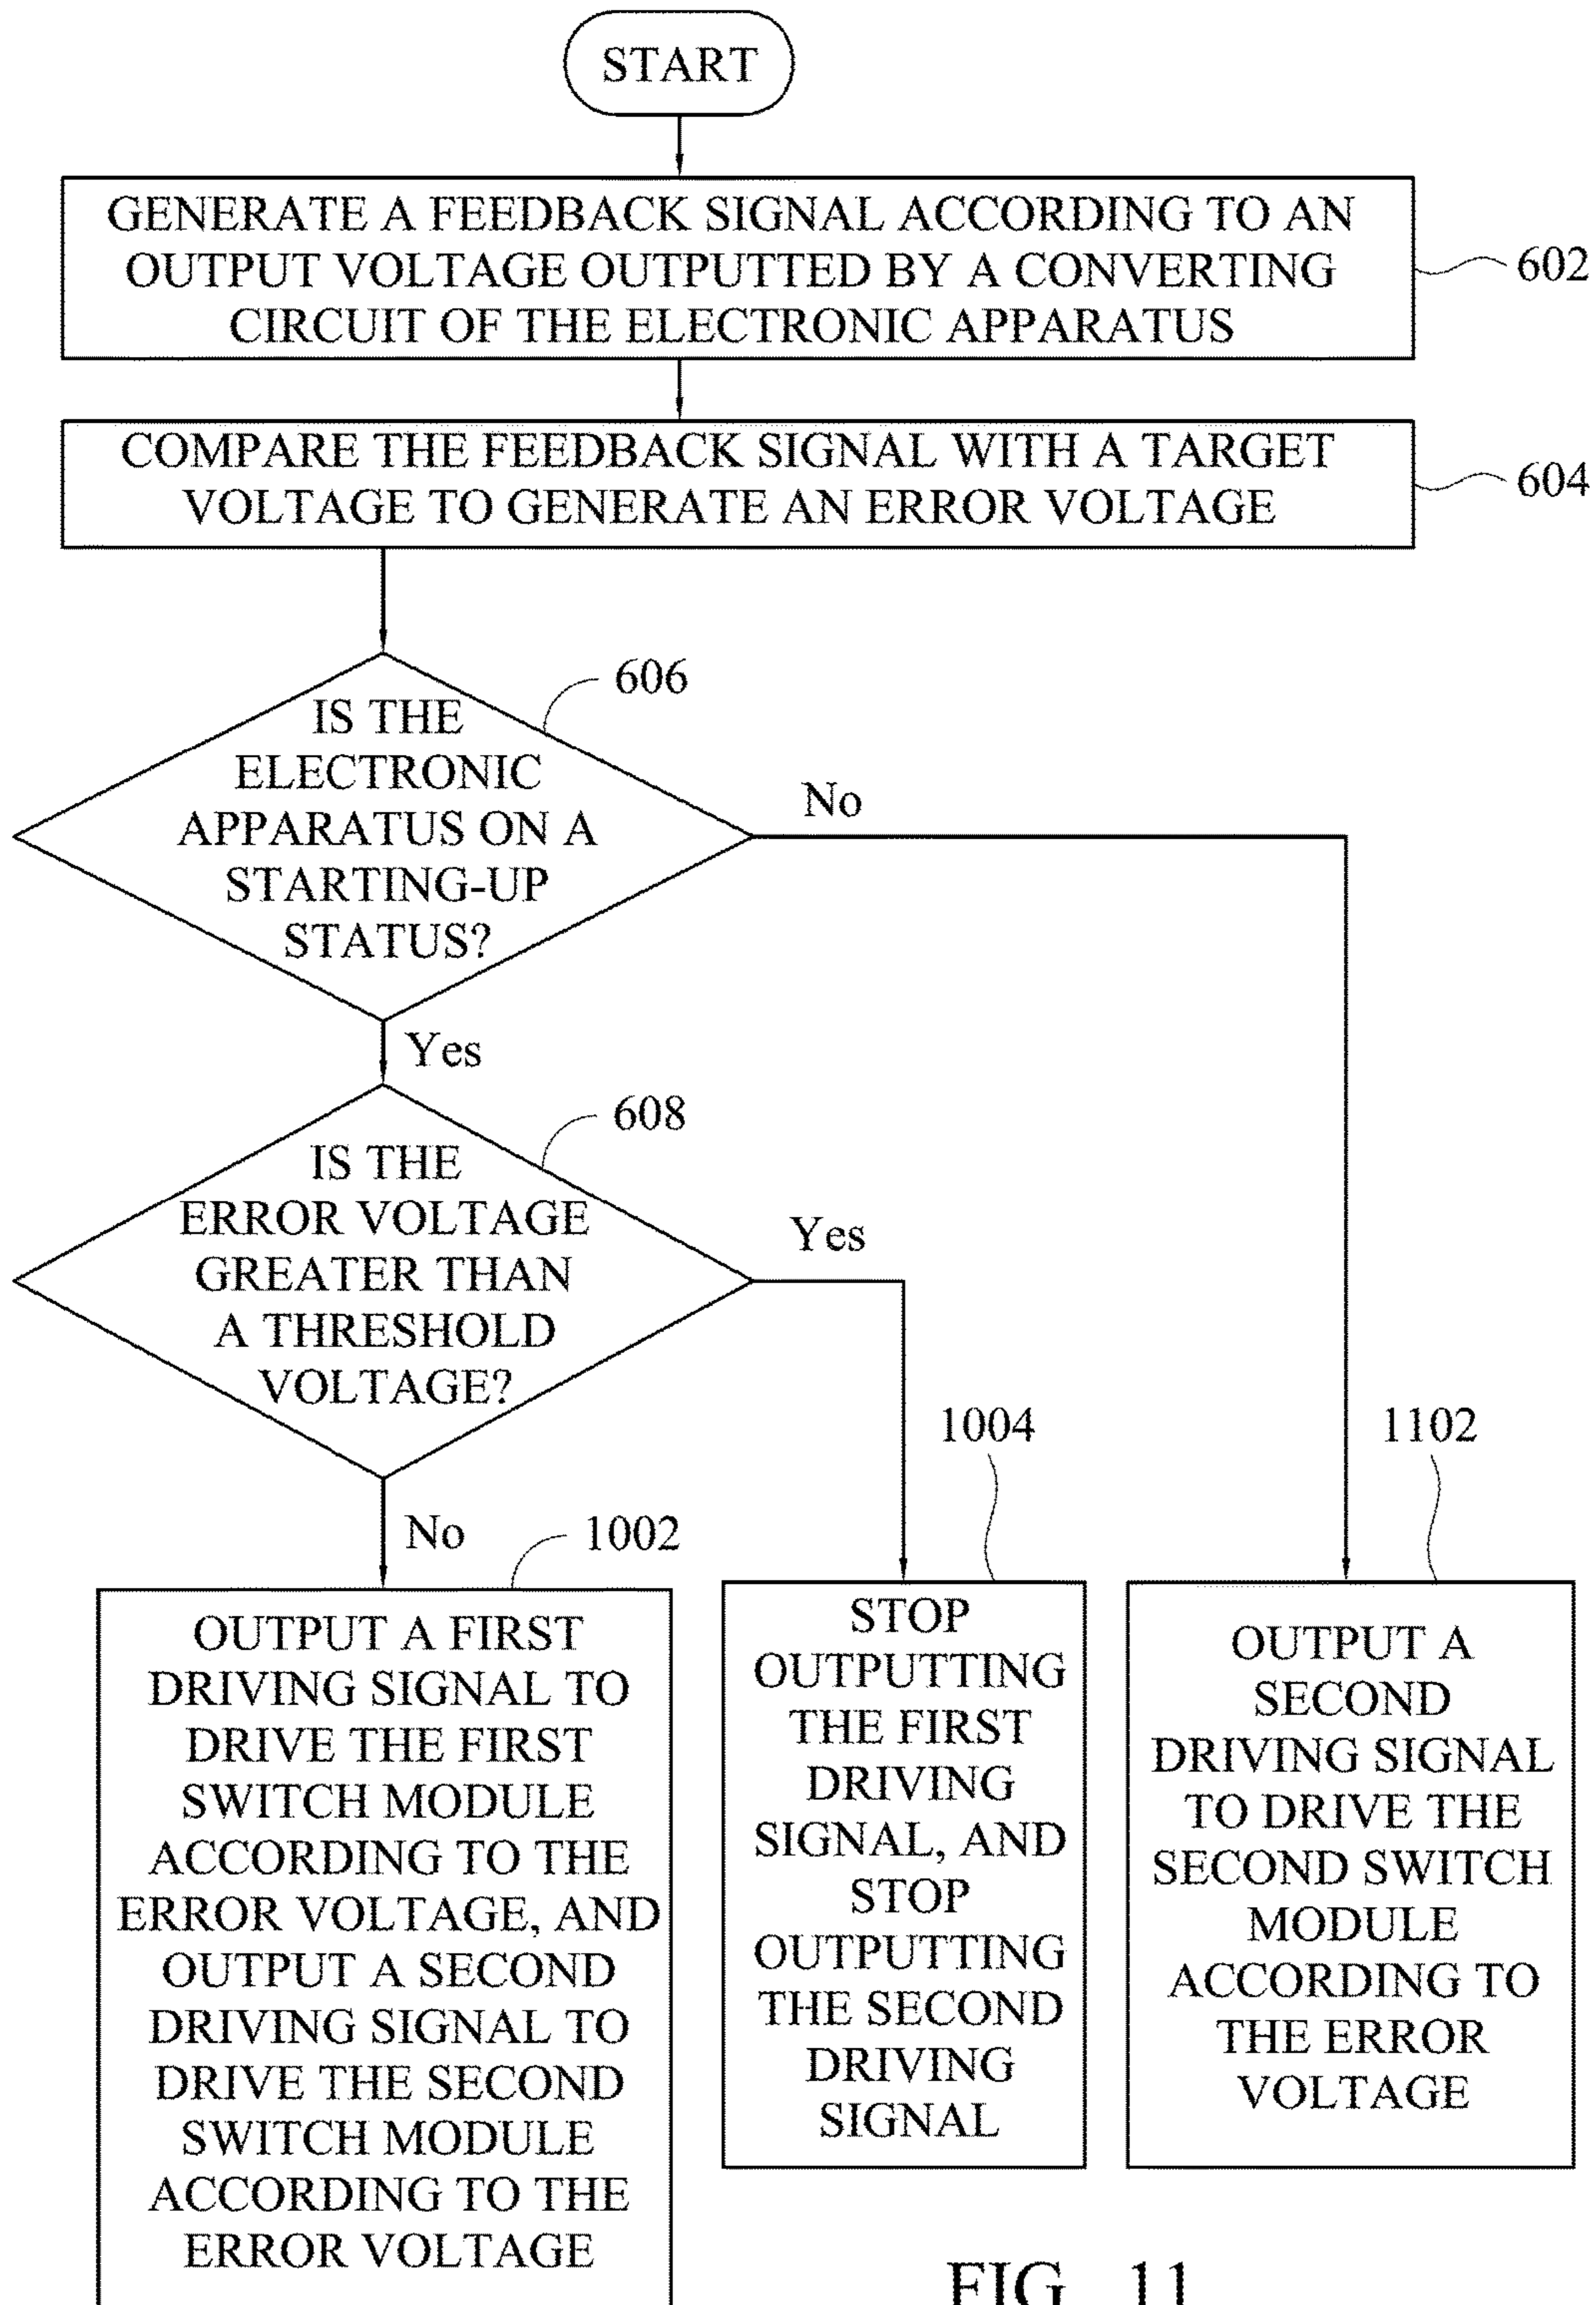 START
GENERATE A FEEDBACK SIGNAL ACCORDING TO AN
OUTPUT VOLTAGE OUTPUTTED BY A CONVERTING
CIRCUIT OF THE ELECTRONIC APPARATUS
602
COMPARE THE FEEDBACK SIGNAL WITH A TARGET
VOLTAGE TO GENERATE AN ERROR VOLTAGE
604
606
IS THE
ELECTRONIC
APPARATUS ON A
STARTING-UP
STATUS?
No
Yes
608
IS THE
ERROR VOLTAGE
GREATER THAN
A THRESHOLD
VOLTAGE?
Yes
No
1002
OUTPUT A FIRST
DRIVING SIGNAL TO
DRIVE THE FIRST
SWITCH MODULE
ACCORDING TO THE
ERROR VOLTAGE, AND
OUTPUT A SECOND
DRIVING SIGNAL TO
DRIVE THE SECOND
SWITCH MODULE
ACCORDING TO THE
ERROR VOLTAGE
1004
STOP
OUTPUTTING
THE FIRST
DRIVING
SIGNAL, AND
STOP
OUTPUTTING
THE SECOND
DRIVING
SIGNAL
1102
OUTPUT A
SECOND
DRIVING SIGNAL
TO DRIVE THE
SECOND SWITCH
MODULE
ACCORDING TO
THE ERROR
VOLTAGE
FIG. 11